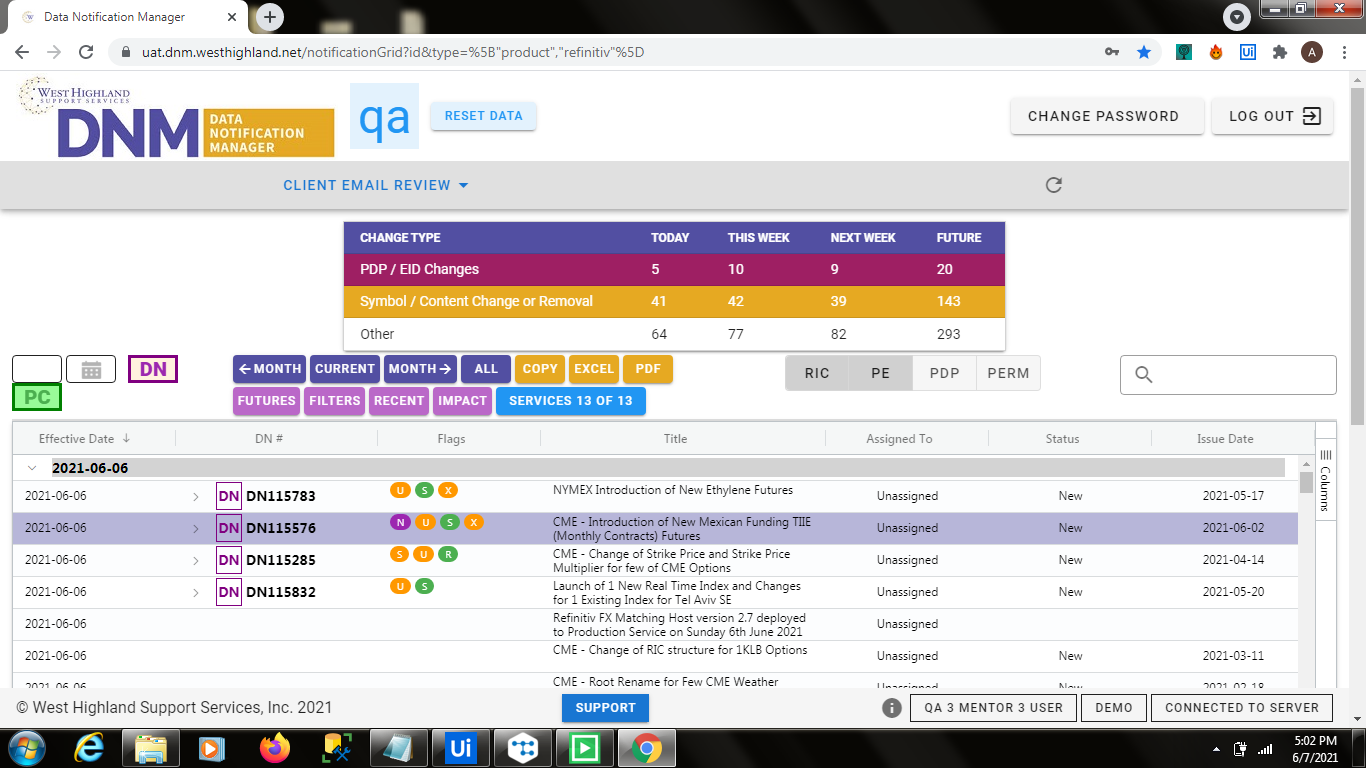 Data Notification Manager
uat.dnm.westhighland.net/notificationGrid?id&type=%5B"product","refinitiv"%5D
Ui
A
WEST HIGHLAND
SUPPORT SERVICES
DNM
DATA
NOTIFICATION
MANAGER
qa
RESET DATA
CHANGE PASSWORD
LOG OUT
CLIENT EMAIL REVIEW
CHANGE TYPE TODAY THIS WEEK NEXT WEEK FUTURE
PDP / EID Changes 5 10 9 20
Symbol / Content Change or Removal 41 42 39 143
Other 64 77 82 293
DN
PC
←MONTH CURRENT MONTH→ ALL COPY EXCEL PDF
FUTURES FILTERS RECENT IMPACT SERVICES 13 OF 13
RIC PE PDP PERM
Effective Date ↓ DN # Flags Title Assigned To Status Issue Date
Columns
2021-06-06
2021-06-06 DN DN115783 U S X NYMEX Introduction of New Ethylene Futures Unassigned New 2021-05-17
2021-06-06 DN DN115576 N U S X CME - Introduction of New Mexican Funding TIIE Unassigned New 2021-06-02
(Monthly Contracts) Futures
2021-06-06 DN DN115285 S U R CME - Change of Strike Price and Strike Price Unassigned New 2021-04-14
Multiplier for few of CME Options
2021-06-06 DN DN115832 U S Launch of 1 New Real Time Index and Changes Unassigned New 2021-05-20
for 1 Existing Index for Tel Aviv SE
2021-06-06 Refinitiv FX Matching Host version 2.7 deployed Unassigned
to Production Service on Sunday 6th June 2021
2021-06-06 CME - Change of RIC structure for 1KLB Options Unassigned New 2021-03-11
2021-06-06 CME - Root Rename for Few CME Weather Unassigned New 2021-02-18
© West Highland Support Services, Inc. 2021
SUPPORT
QA 3 MENTOR 3 USER
DEMO
CONNECTED TO SERVER
Ui
5:02 PM
6/7/2021